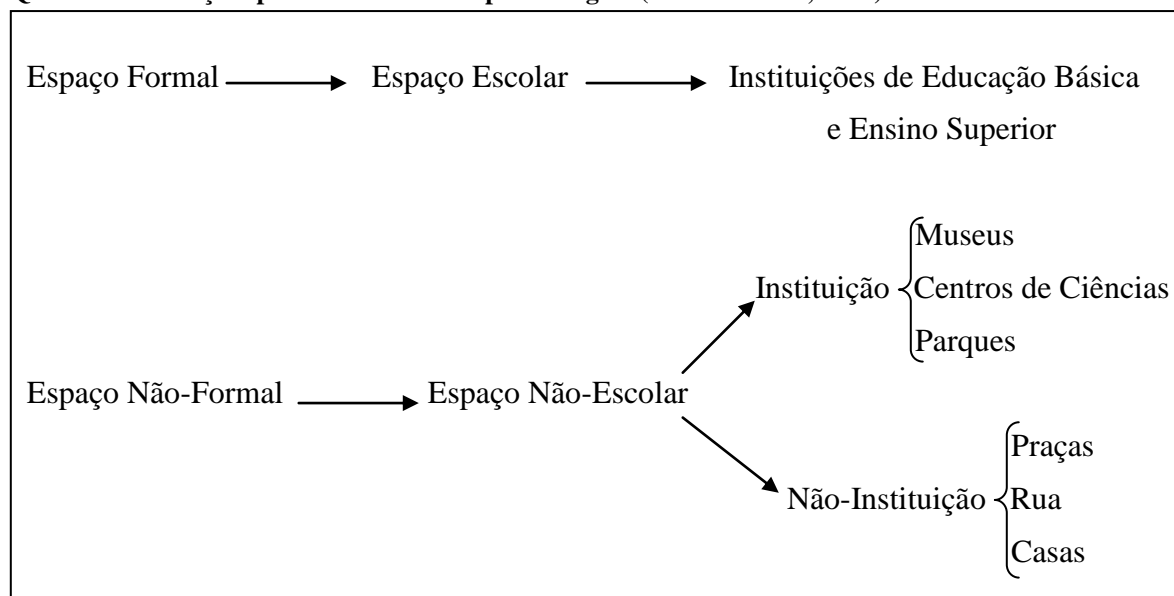 Espaço Formal Espaço Escolar Instituições de Educação Básica
e Ensino Superior
Museus
Instituição Centros de Ciências
Parques
Espaço Não-Formal Espaço Não-Escolar
Praças
Não-Instituição Rua
Casas